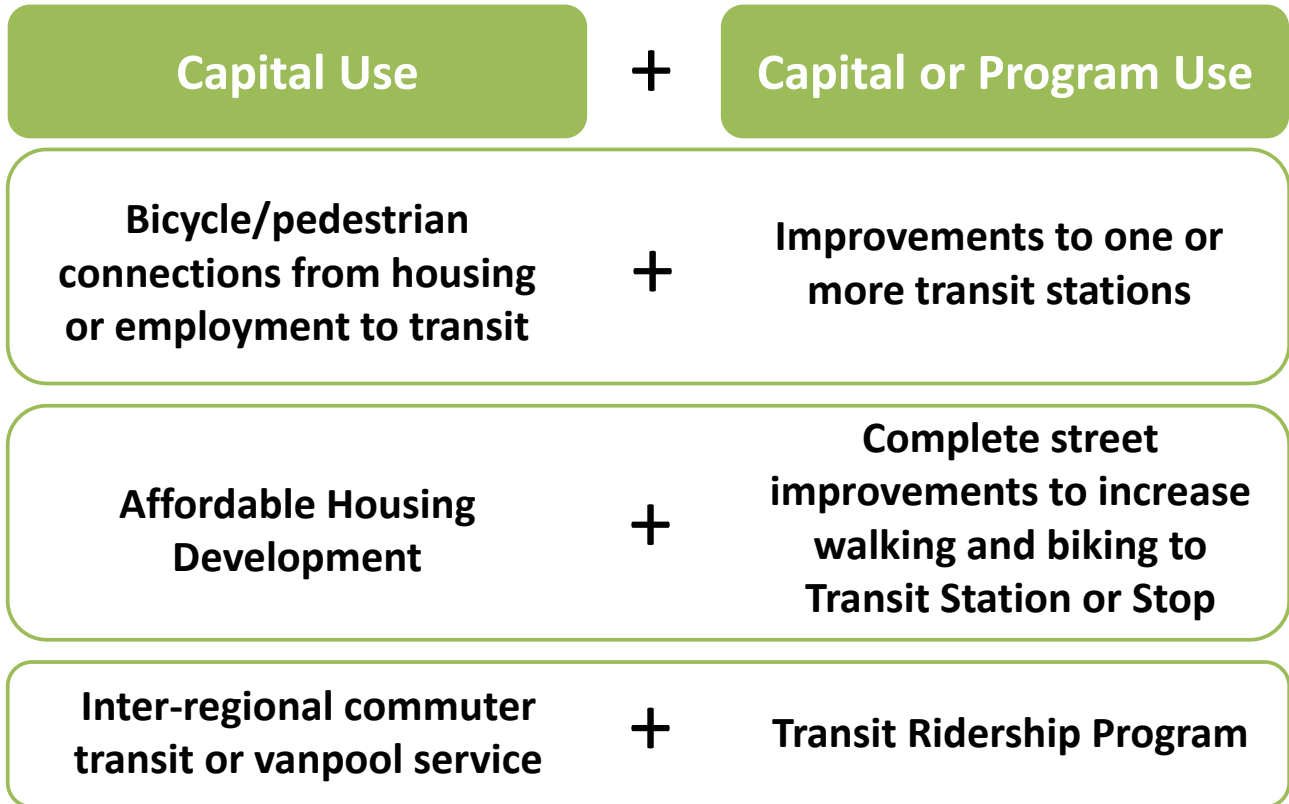 Capital Use + Capital or Program Use
Bicycle/pedestrian
connections from housing
or employment to transit
+
Improvements to one or
more transit stations
Affordable Housing
Development
+
Complete street
improvements to increase
walking and biking to
Transit Station or Stop
Inter-regional commuter
transit or vanpool service
+
Transit Ridership Program